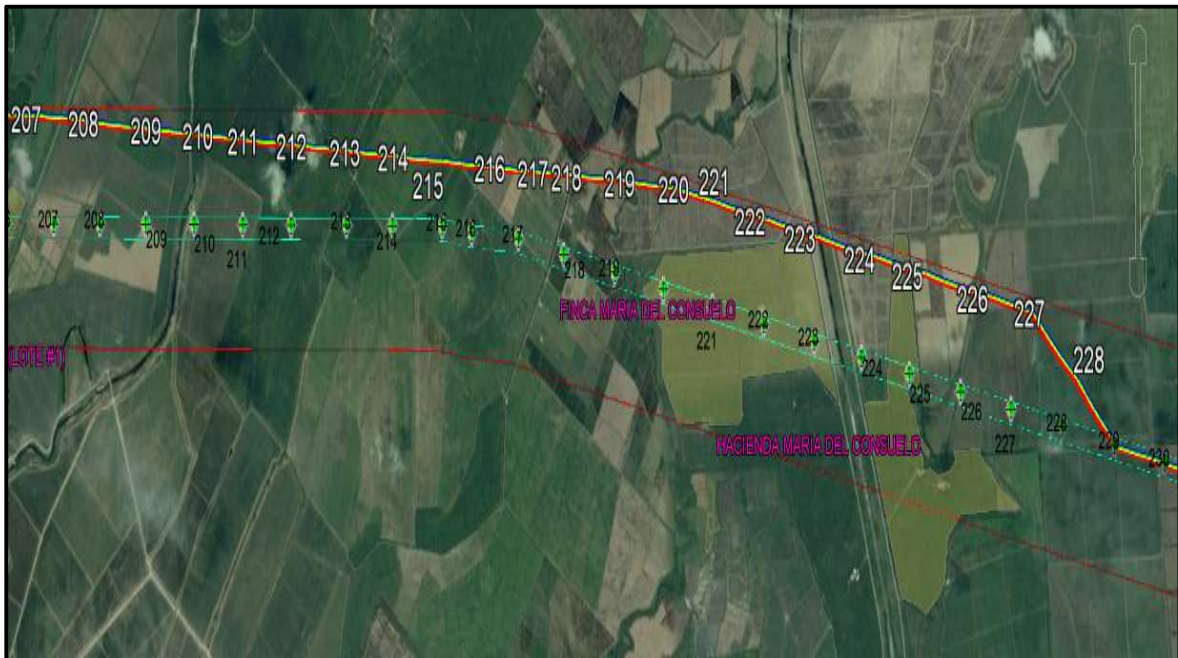 207 208 209 210 211 212 213 214 215 216 217 218 219 220 221 222 223 224 225 226 227 228
207 208 209 210 211 212 213 214 215 216 217 218 219 221 222 223 224 225 226 227 228 229 230
FINCA MARIA DEL CONSUELO
(LOTE #1)
HACIENDA MARIA DEL CONSUELO